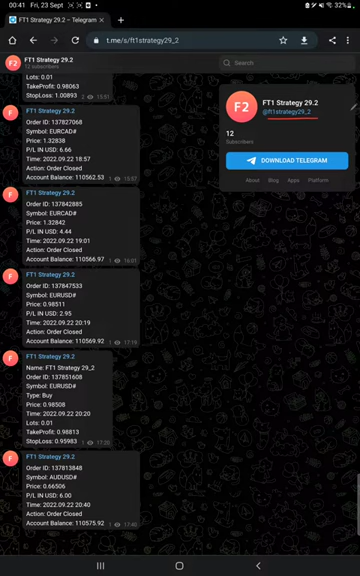 00:41 Fri, 23 Sept
32%
FT1 Strategy 29.2 – Telegram
t.me/s/ft1strategy29_2
FT1 Strategy 29.2
12 subscribers
Search
Lots: 0.01
TakeProfit: 0.98063
StopLoss: 1.00893 2 15:51
FT1 Strategy 29.2
Order ID: 137827068
Symbol: EURCAD#
Price: 1.32838
P/L IN USD: 6.66
Time: 2022.09.22 18:57
Action: Order Closed
Account Balance: 110562.53 1 15:57
FT1 Strategy 29.2
Order ID: 137842885
Symbol: EURCAD#
Price: 1.32842
P/L IN USD: 4.44
Time: 2022.09.22 19:01
Action: Order Closed
Account Balance: 110566.97 1 16:01
FT1 Strategy 29.2
Order ID: 137847533
Symbol: EURUSD#
Price: 0.98511
P/L IN USD: 2.95
Time: 2022.09.22 20:19
Action: Order Closed
Account Balance: 110569.92 1 17:19
FT1 Strategy 29.2
Name: FT1 Strategy 29_2
Order ID: 137851608
Symbol: EURUSD#
Type: Buy
Price: 0.98508
Time: 2022.09.22 20:20
Lots: 0.01
TakeProfit: 0.98813
StopLoss: 0.95983 1 17:20
FT1 Strategy 29.2
Order ID: 137813848
Symbol: AUDUSD#
Price: 0.66506
P/L IN USD: 6.00
Time: 2022.09.22 20:40
Action: Order Closed
Account Balance: 110575.92 1 17:40
F2
FT1 Strategy 29.2
@ft1strategy29_2
12
Subscribers
DOWNLOAD TELEGRAM
About Blog Apps Platform